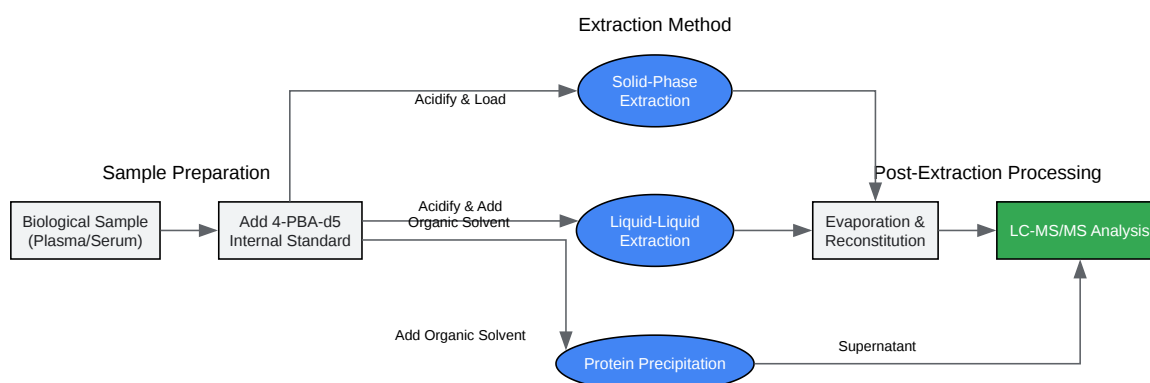 Extraction Method
Solid-Phase
Extraction
Acidify & Load
Sample Preparation
Post-Extraction Processing
Biological Sample
(Plasma/Serum)
Add 4-PBA-d5
Internal Standard
Acidify & Add
Organic Solvent
Liquid-Liquid
Extraction
Evaporation &
Reconstitution
LC-MS/MS Analysis
Add Organic Solvent
Protein Precipitation
Supernatant